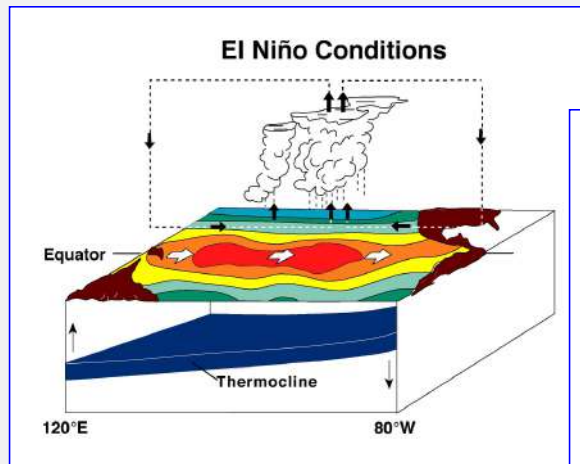 El Niño Conditions
Equator
Thermocline
120°E
80°W